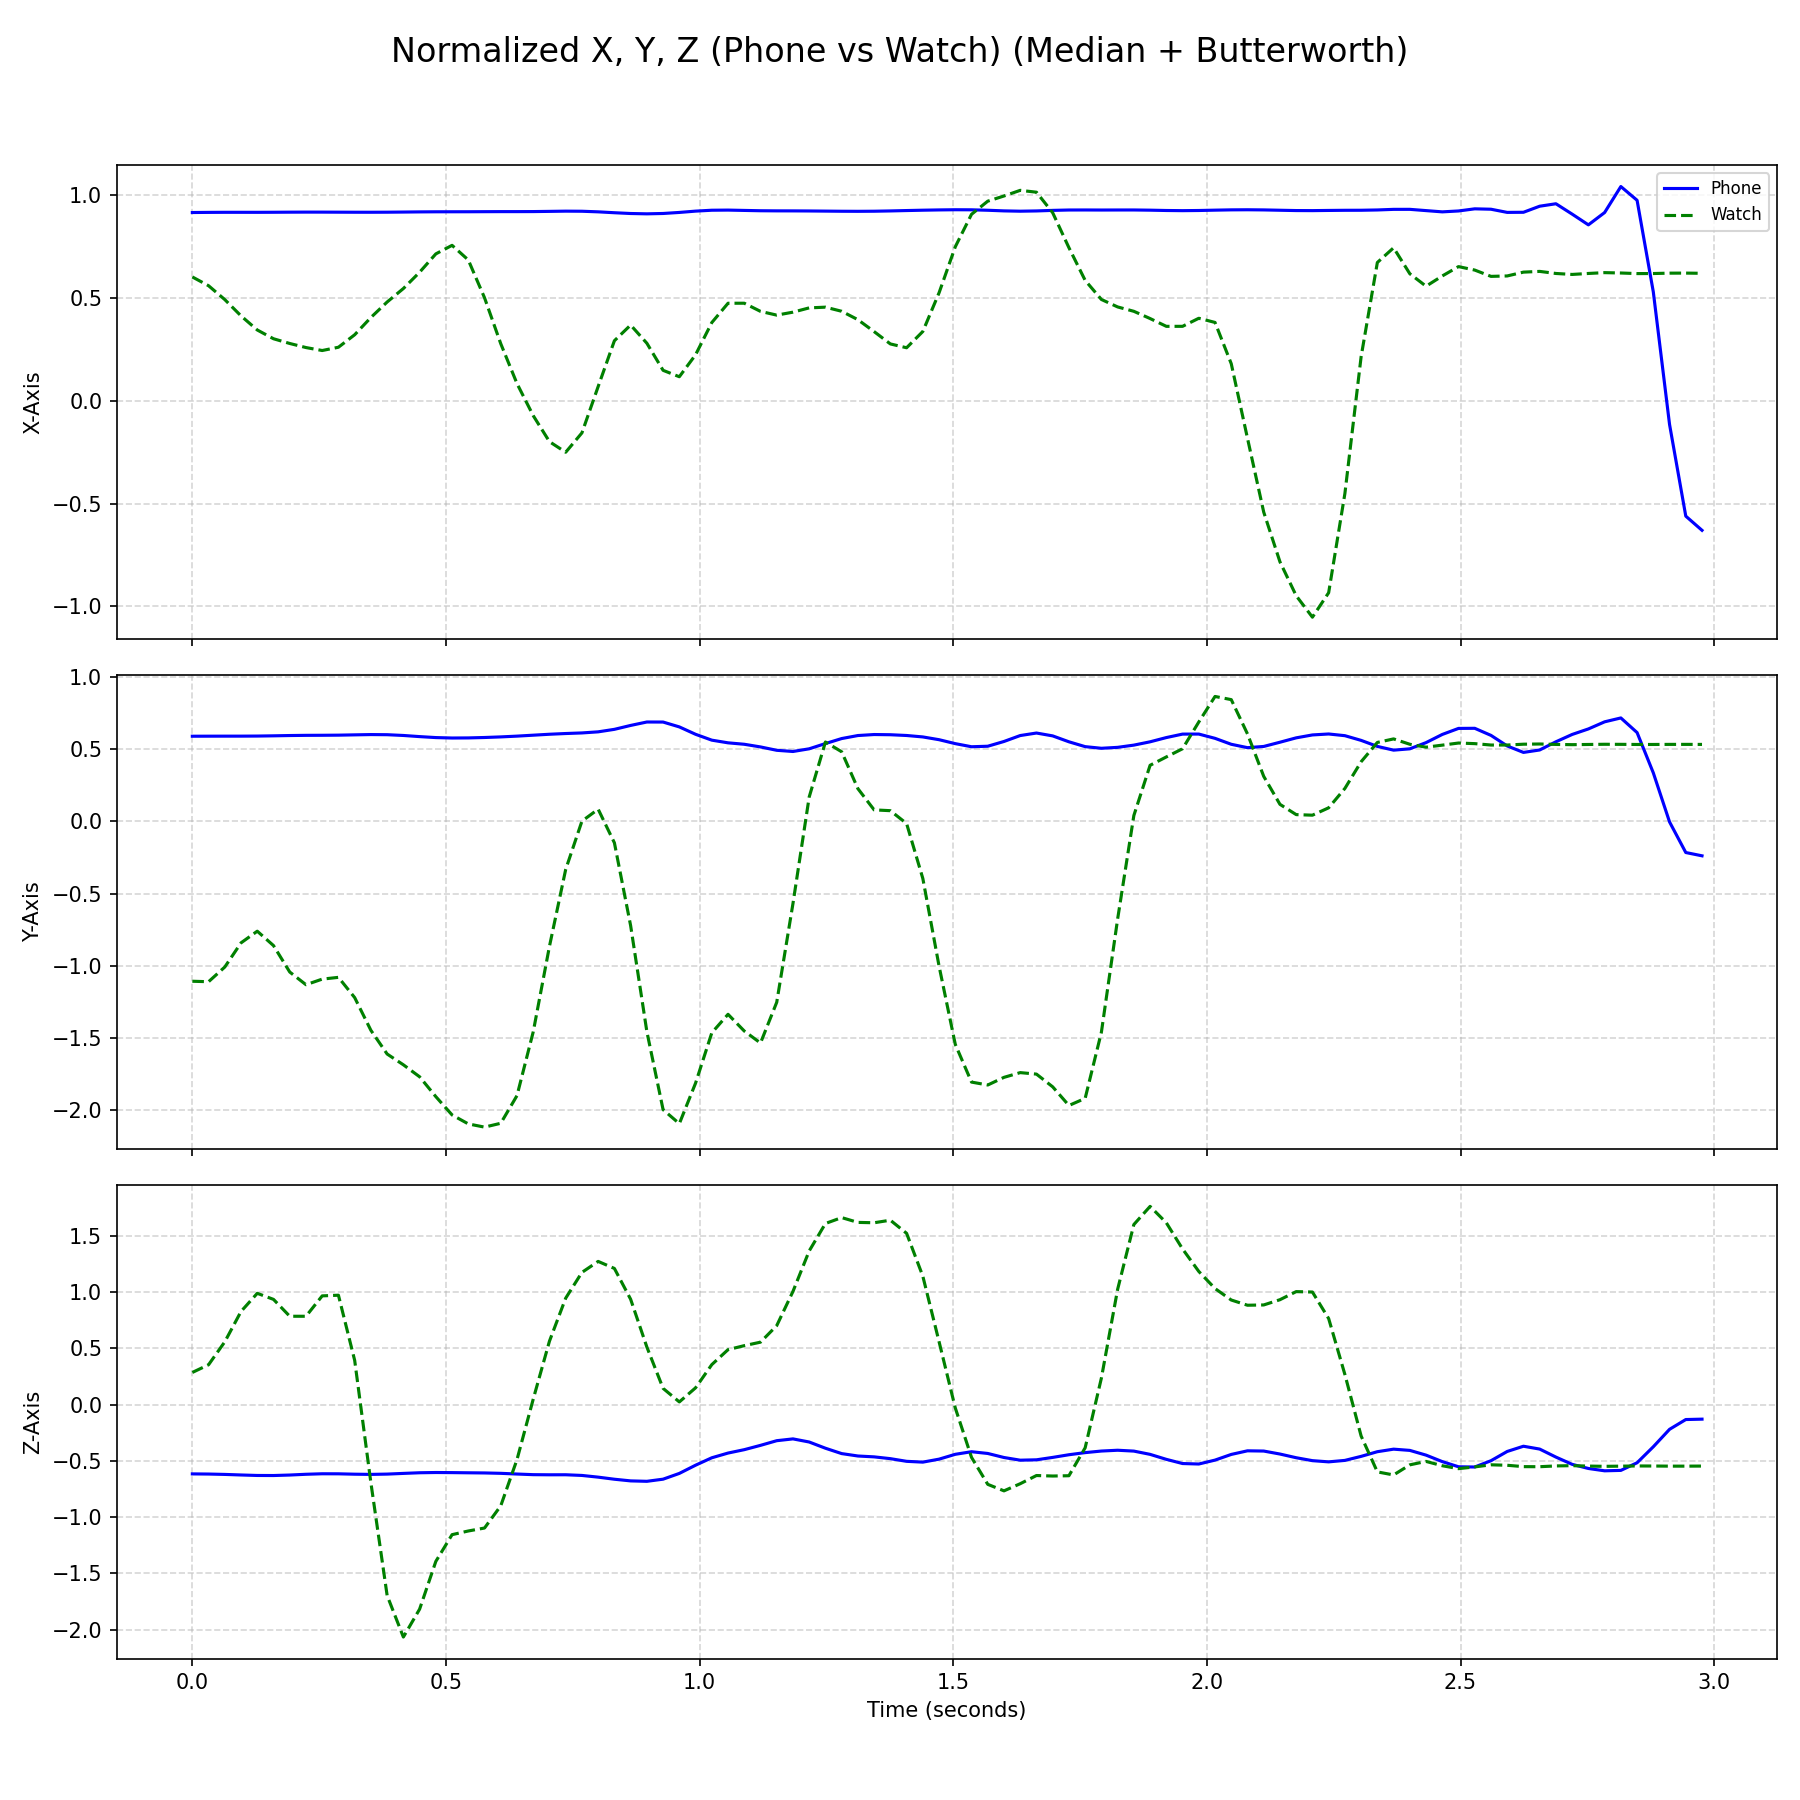 Normalized X, Y, Z (Phone vs Watch) (Median + Butterworth)
1.0
0.5
0.0
−0.5
−1.0
X-Axis
Phone
Watch
1.0
0.5
0.0
−0.5
−1.0
−1.5
−2.0
Y-Axis
1.5
1.0
0.5
0.0
−0.5
−1.0
−1.5
−2.0
Z-Axis
0.0 0.5 1.0 1.5 2.0 2.5 3.0
Time (seconds)